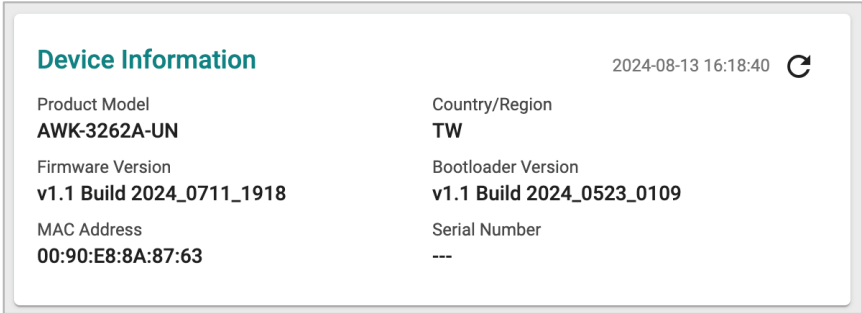 Device Information
2024-08-13 16:18:40
Product Model
AWK-3262A-UN
Country/Region
TW
Firmware Version
v1.1 Build 2024_0711_1918
Bootloader Version
v1.1 Build 2024_0523_0109
MAC Address
00:90:E8:8A:87:63
Serial Number
---